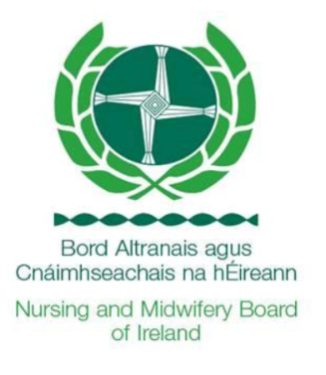 Bord Altranais agus
Cnáimhseachais na hÉireann
Nursing and Midwifery Board
of Ireland